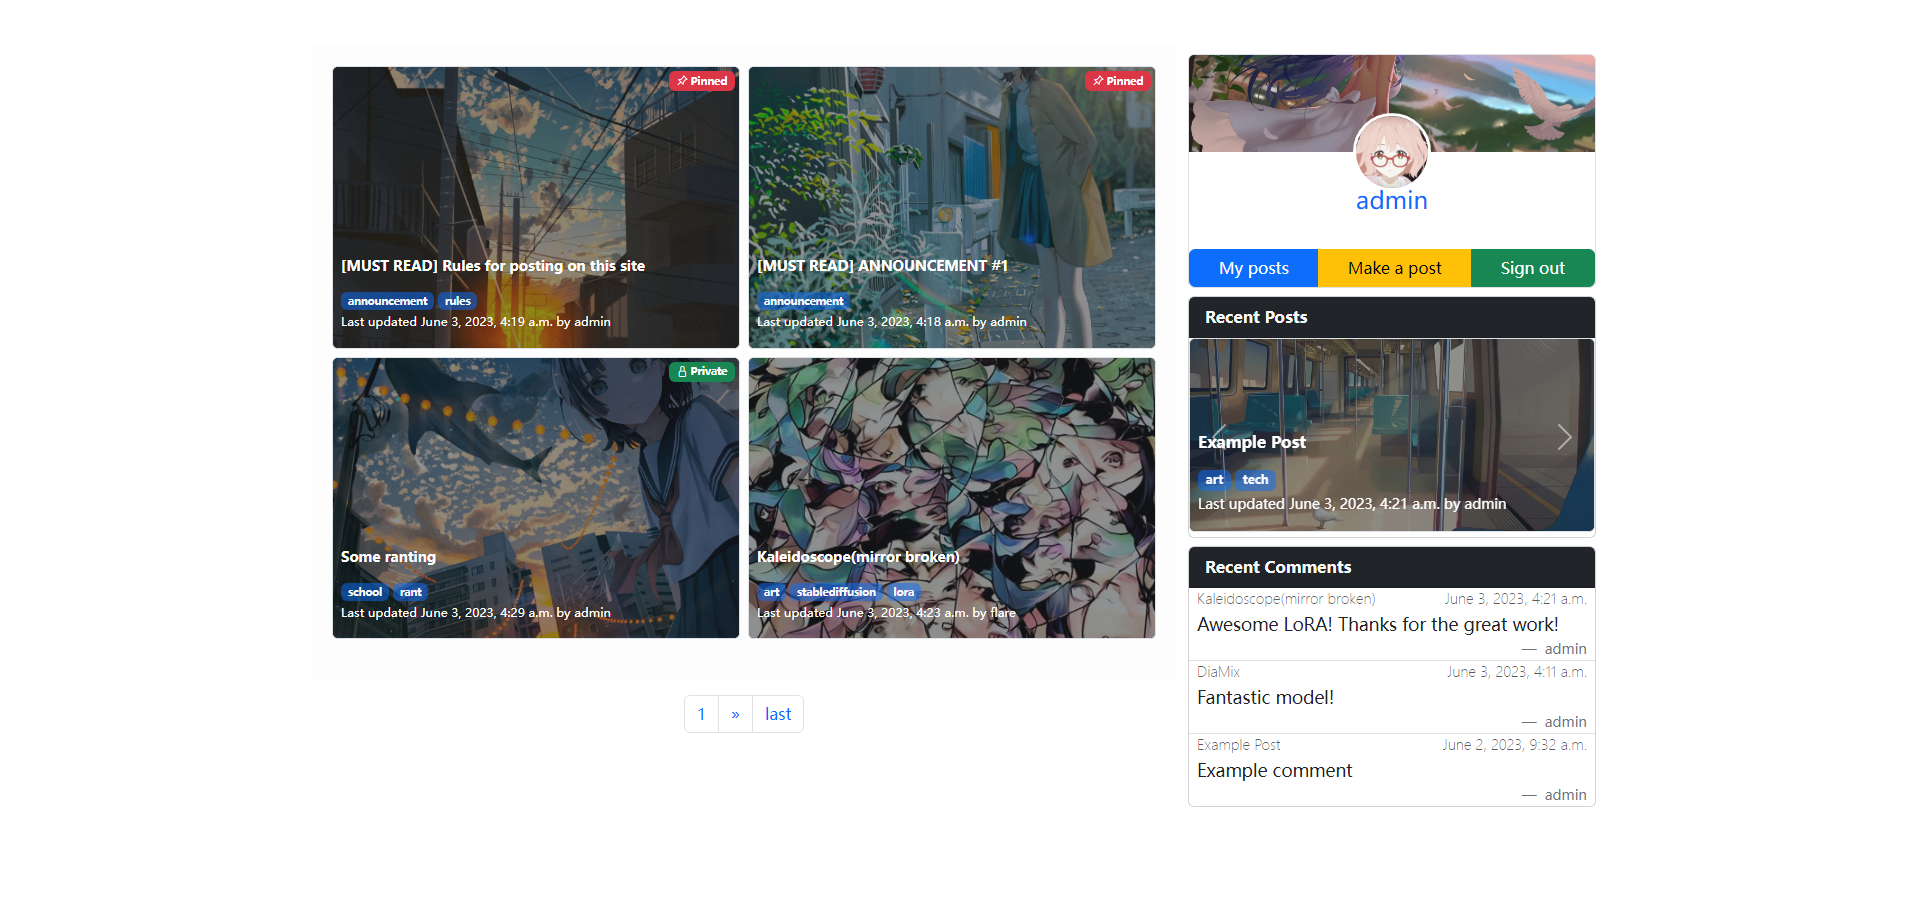 Pinned
[MUST READ] Rules for posting on this site
announcement rules
Last updated June 3, 2023, 4:19 a.m. by admin
Pinned
[MUST READ] ANNOUNCEMENT #1
announcement
Last updated June 3, 2023, 4:18 a.m. by admin
Private
Some ranting
school rant
Last updated June 3, 2023, 4:29 a.m. by admin
Kaleidoscope(mirror broken)
art stablediffusion lora
Last updated June 3, 2023, 4:23 a.m. by flare
1 » last
admin
My posts Make a post Sign out
Recent Posts
Example Post
art tech
Last updated June 3, 2023, 4:21 a.m. by admin
Recent Comments
Kaleidoscope(mirror broken) June 3, 2023, 4:21 a.m.
Awesome LoRA! Thanks for the great work!
— admin
DiaMix June 3, 2023, 4:11 a.m.
Fantastic model!
— admin
Example Post June 2, 2023, 9:32 a.m.
Example comment
— admin